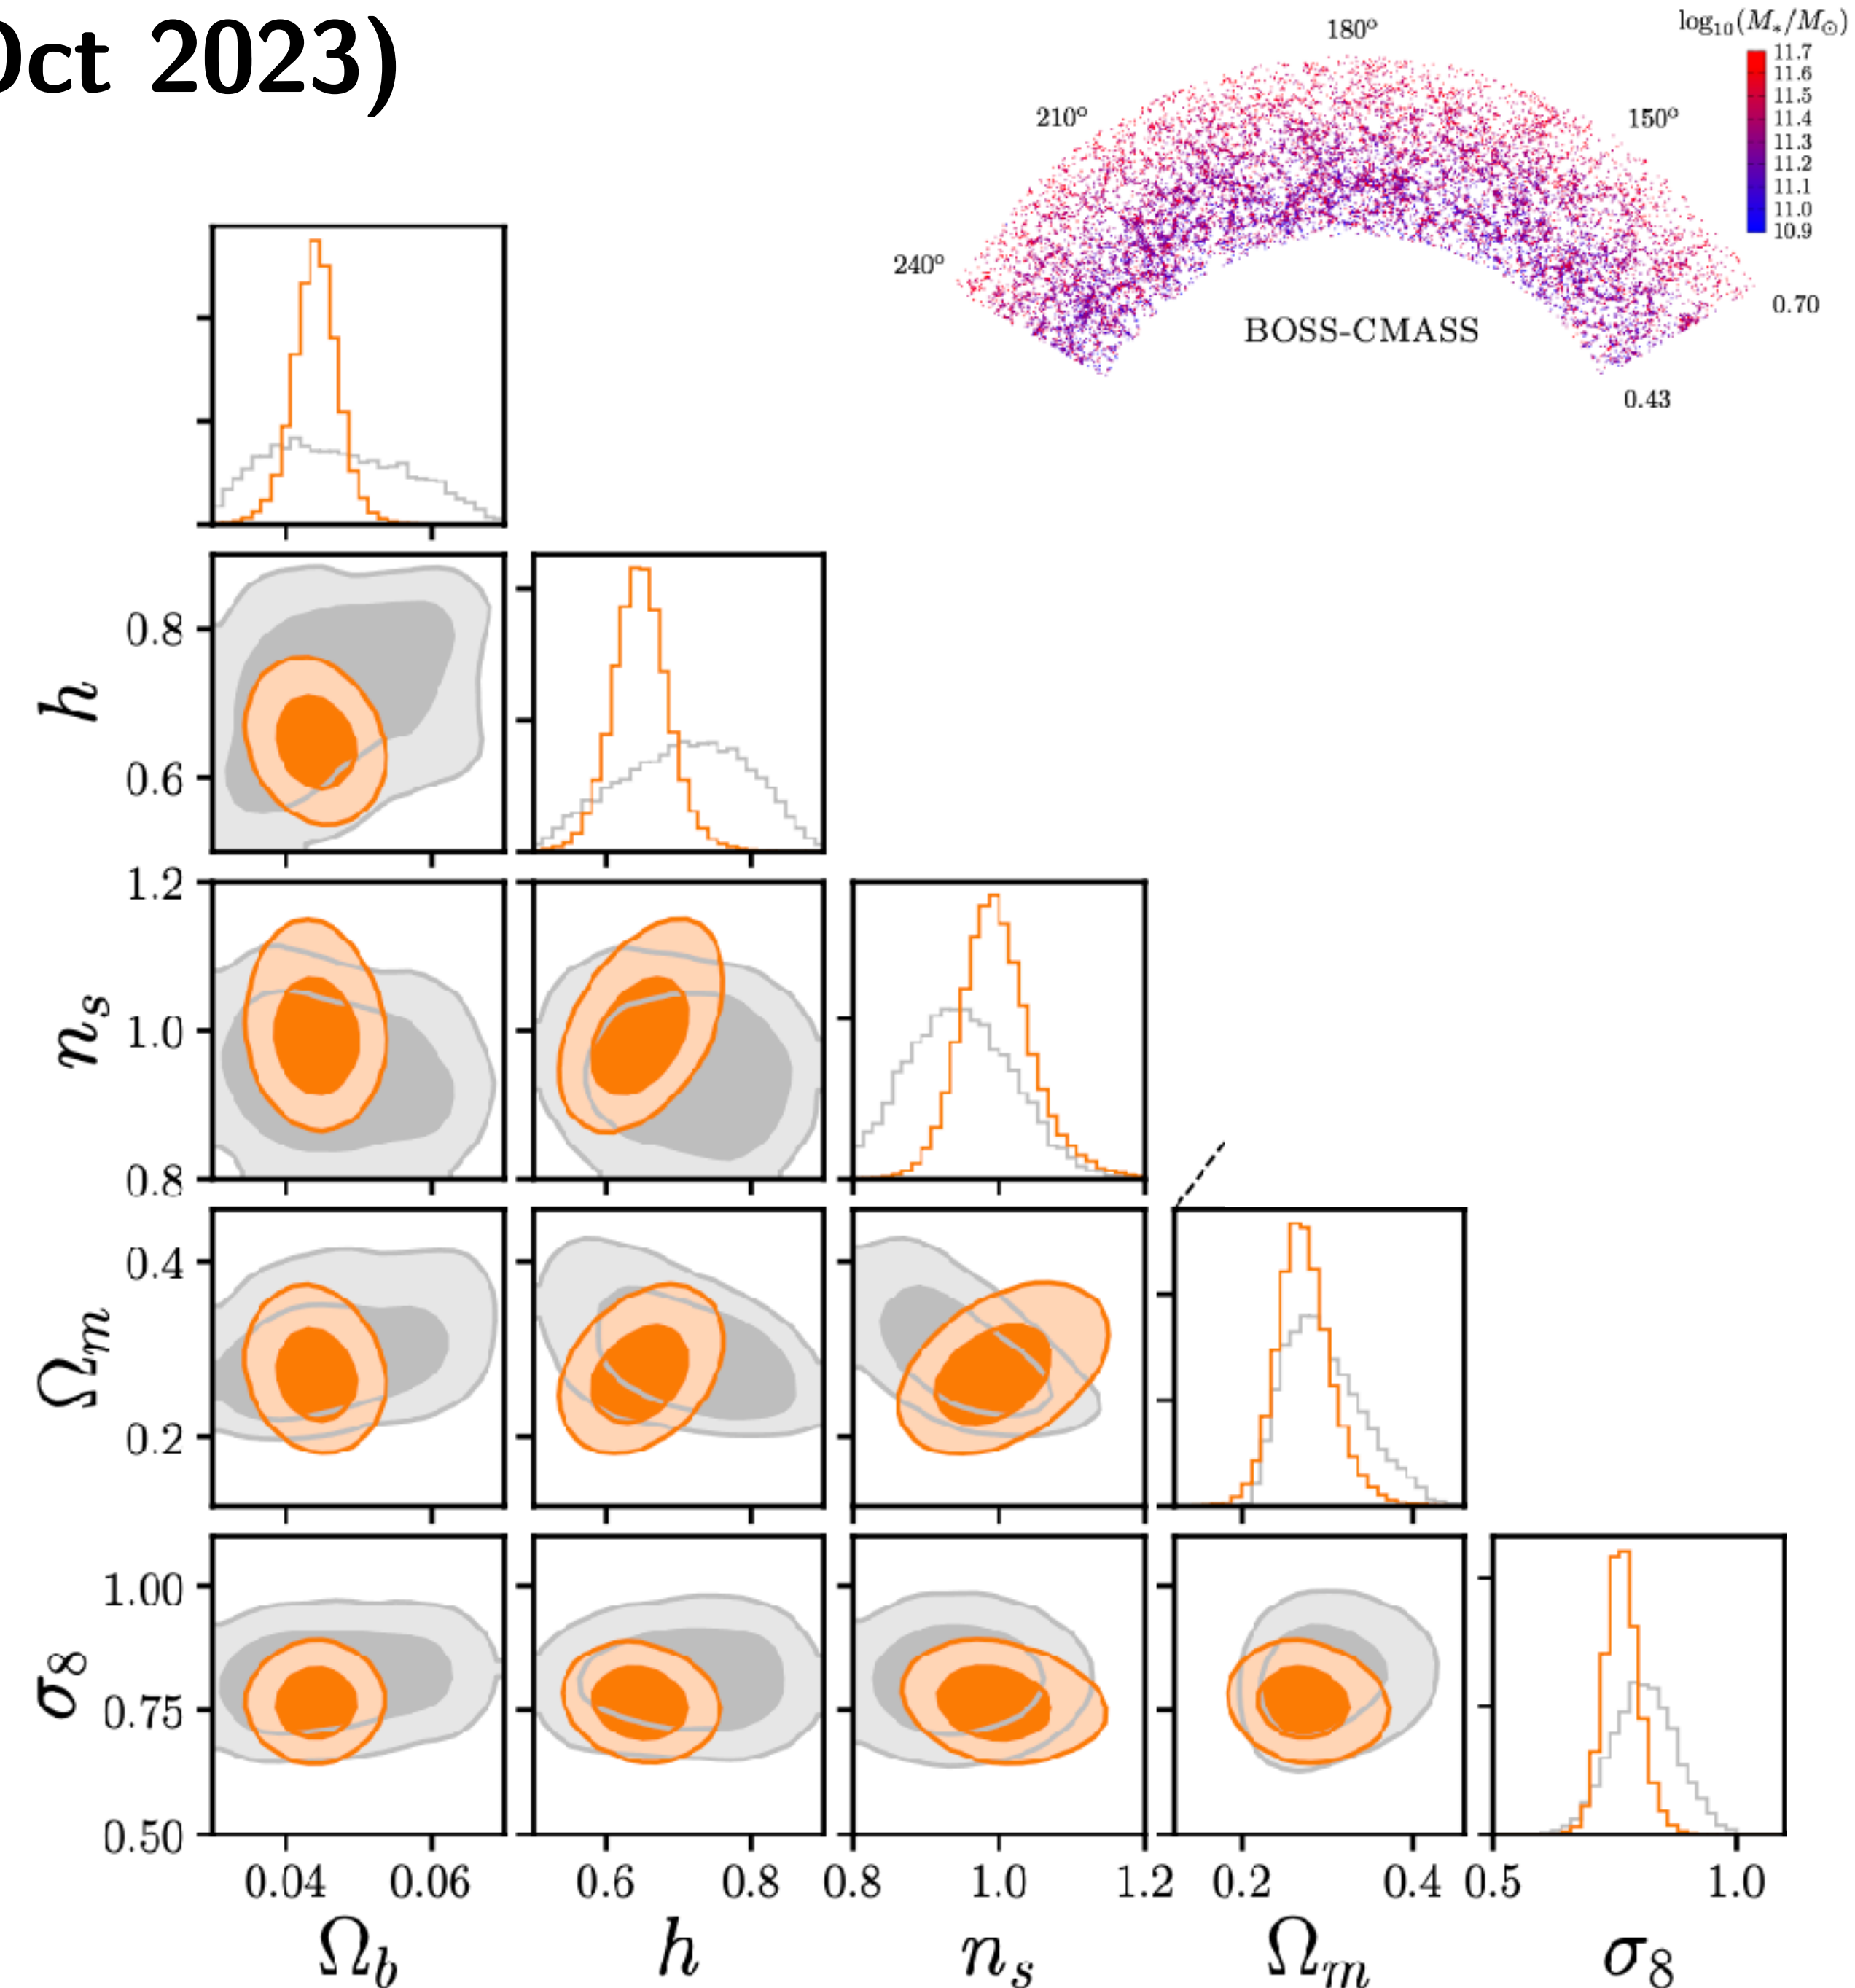 Oct 2023)
log₁₀(M*/M⊙)
180°
11.7
11.6
11.5
11.4
11.3
11.2
11.1
11.0
10.9
210°
150°
240°
0.70
BOSS-CMASS
0.43
h
0.8
0.6
nₛ
1.2
1.0
0.8
Ωₘ
0.4
0.2
σ₈
1.00
0.75
0.50
0.04 0.06 0.6 0.8 0.8 1.0 1.2 0.2 0.4 0.5 1.0
Ω_b h nₛ Ωₘ σ₈